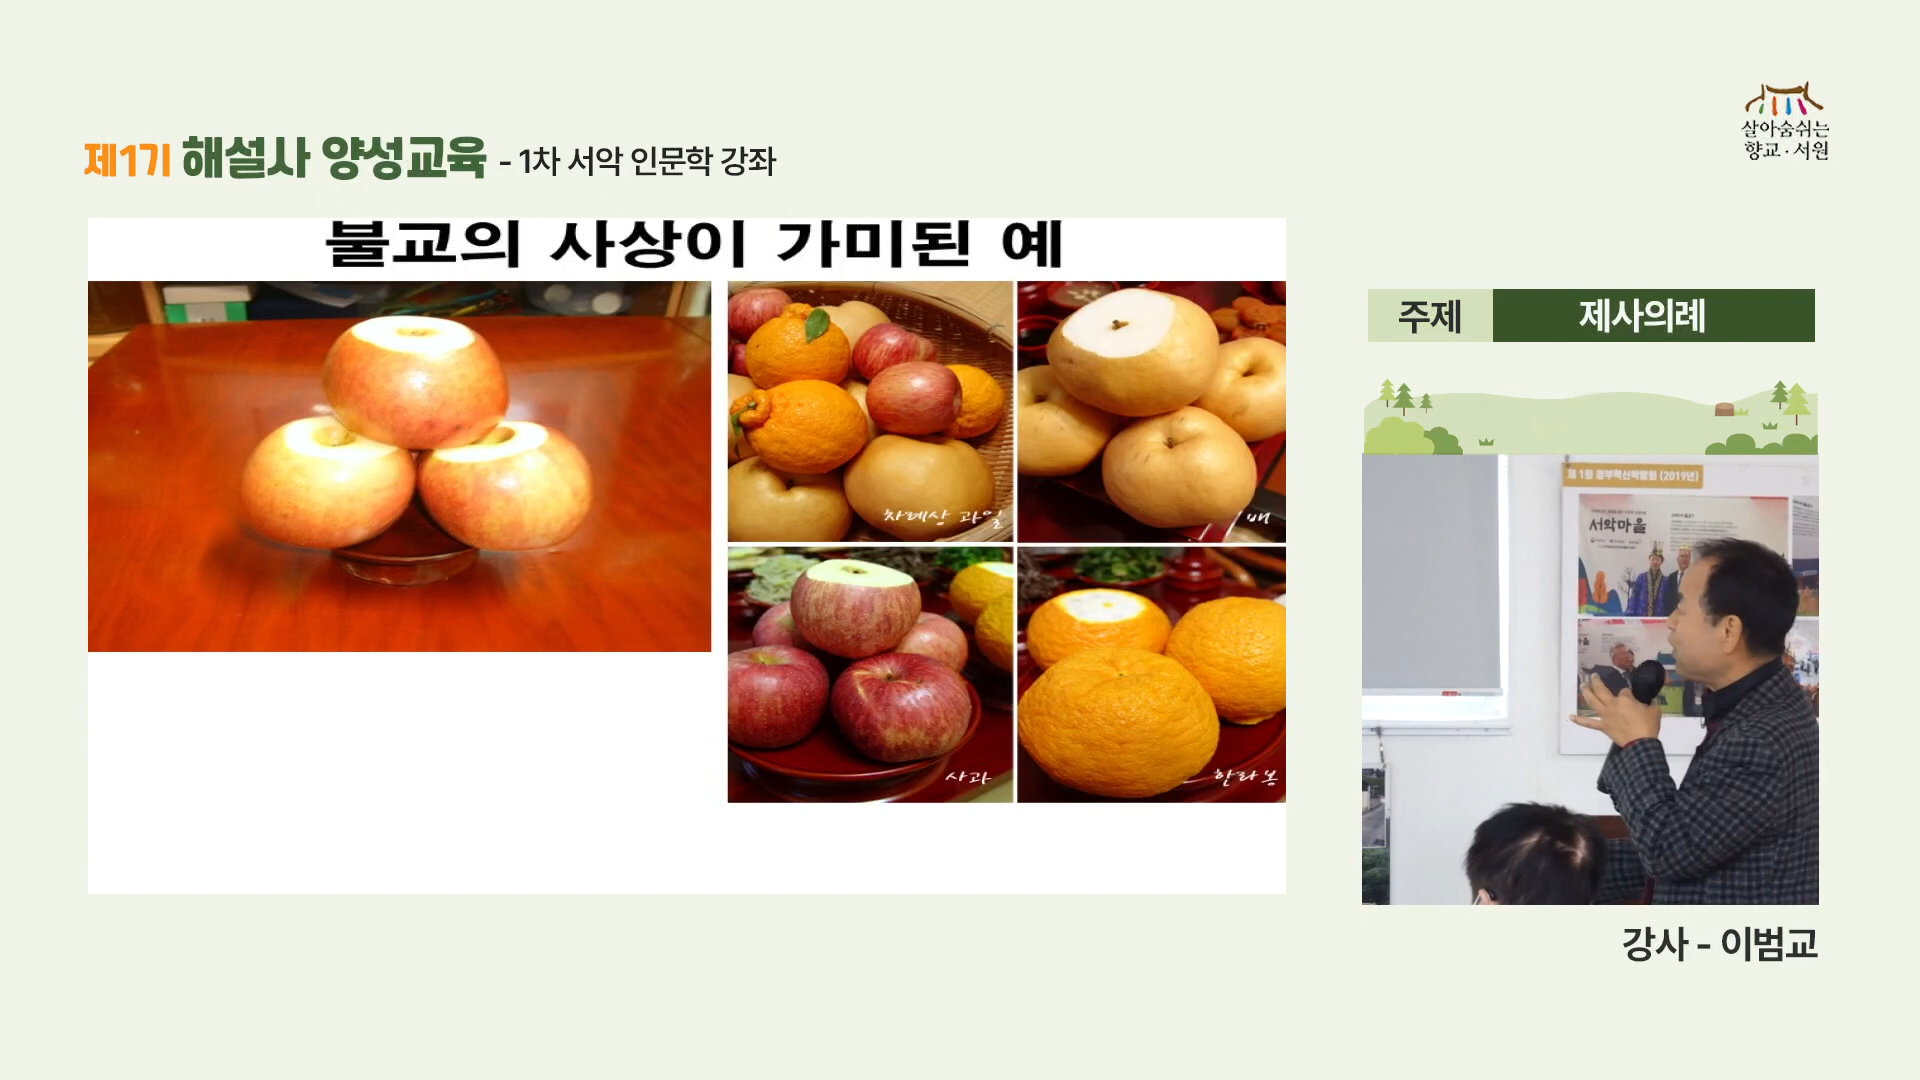 살아숨쉬는
향교·서원
제1기 해설사 양성교육 - 1차 서악 인문학 강좌
불교의 사상이 가미된 예
차례상 과일
배
사과
한라봉
주제 제사의례
제 1회 정부혁신박람회 (2019년)
서악마을
강사 - 이범교